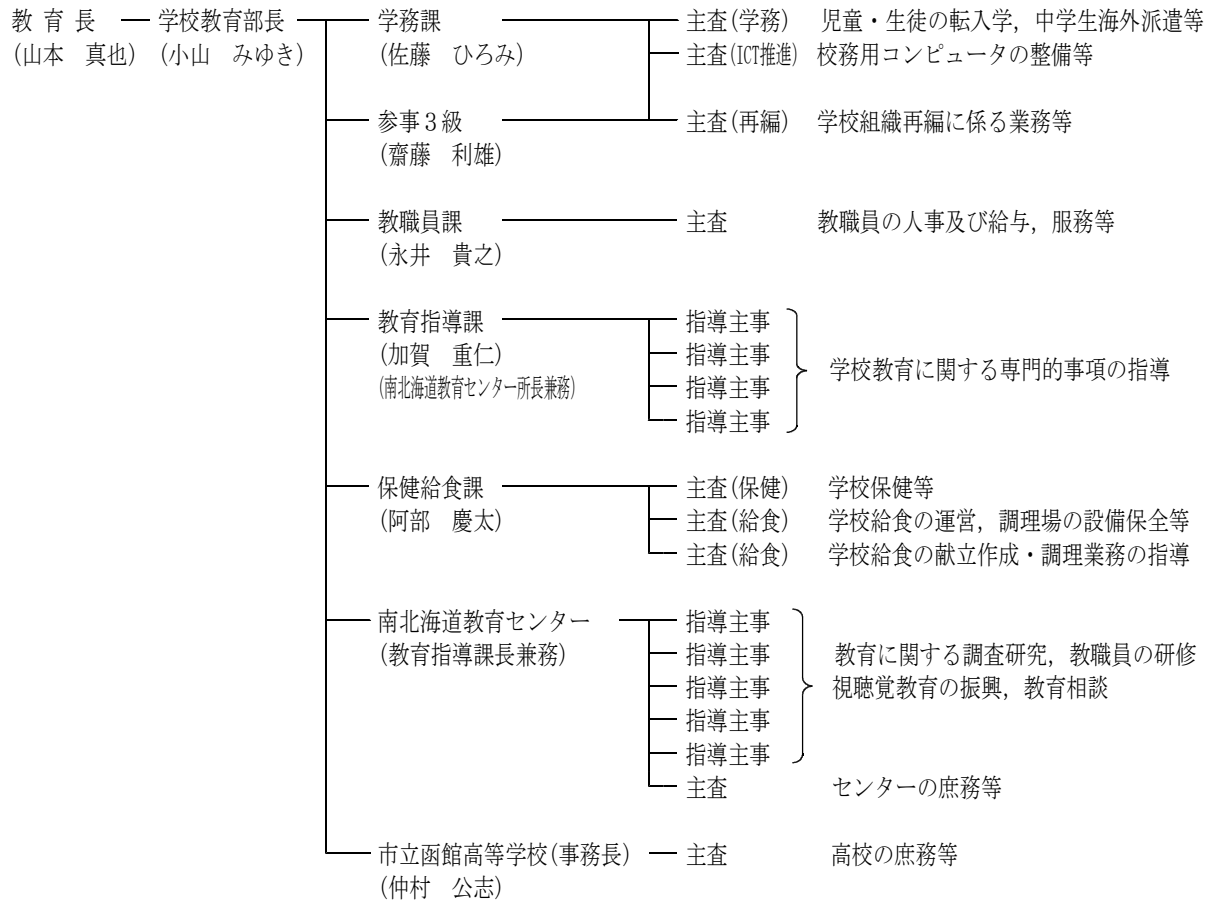 教 育 長 学校教育部長 学務課 主査(学務) 児童・生徒の転入学，中学生海外派遣等
(山本 真也) (小山 みゆき) (佐藤 ひろみ) 主査(ICT推進) 校務用コンピュータの整備等
参事３級 主査(再編) 学校組織再編に係る業務等
(齋藤 利雄)
教職員課 主査 教職員の人事及び給与，服務等
(永井 貴之)
教育指導課 指導主事
(加賀 重仁) 指導主事
学校教育に関する専門的事項の指導
(南北海道教育センター所長兼務) 指導主事
指導主事
保健給食課 主査(保健) 学校保健等
(阿部 慶太) 主査(給食) 学校給食の運営，調理場の設備保全等
主査(給食) 学校給食の献立作成・調理業務の指導
南北海道教育センター 指導主事
(教育指導課長兼務) 指導主事 教育に関する調査研究，教職員の研修
指導主事 視聴覚教育の振興，教育相談
指導主事
指導主事
主査 センターの庶務等
市立函館高等学校(事務長) 主査 高校の庶務等
(仲村 公志)